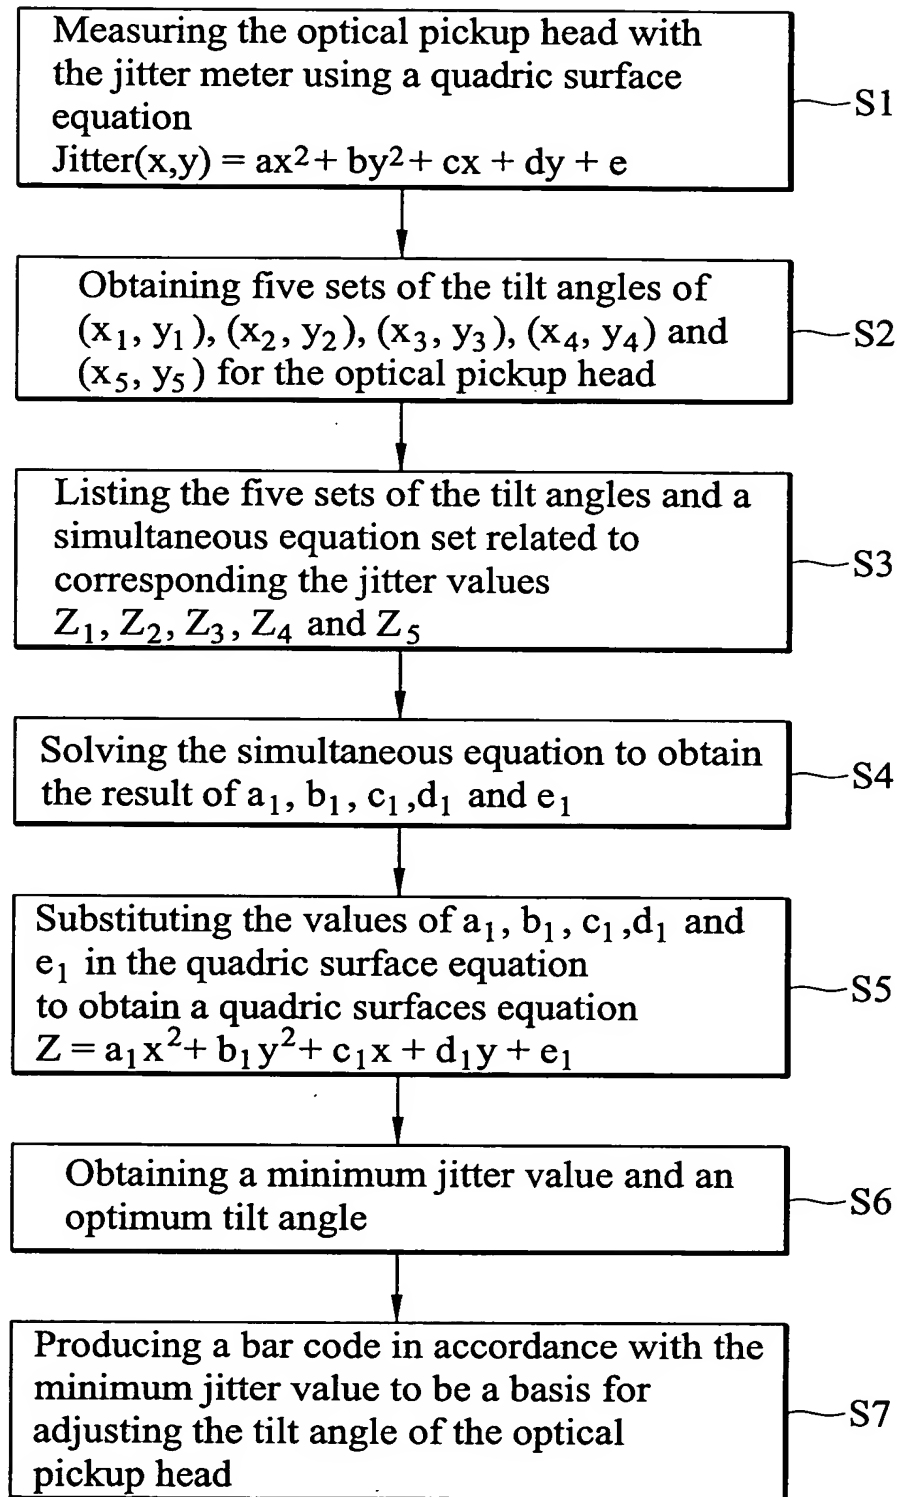 Measuring the optical pickup head with
the jitter meter using a quadric surface
equation
Jitter(x,y) = ax²+ by²+ cx + dy + e
S1
Obtaining five sets of the tilt angles of
(x₁, y₁), (x₂, y₂), (x₃, y₃), (x₄, y₄) and
(x₅, y₅) for the optical pickup head
S2
Listing the five sets of the tilt angles and a
simultaneous equation set related to
corresponding the jitter values
Z₁, Z₂, Z₃, Z₄ and Z₅
S3
Solving the simultaneous equation to obtain
the result of a₁, b₁, c₁,d₁ and e₁
S4
Substituting the values of a₁, b₁, c₁,d₁ and
e₁ in the quadric surface equation
to obtain a quadric surfaces equation
Z = a₁x²+ b₁y²+ c₁x + d₁y + e₁
S5
Obtaining a minimum jitter value and an
optimum tilt angle
S6
Producing a bar code in accordance with the
minimum jitter value to be a basis for
adjusting the tilt angle of the optical
pickup head
S7